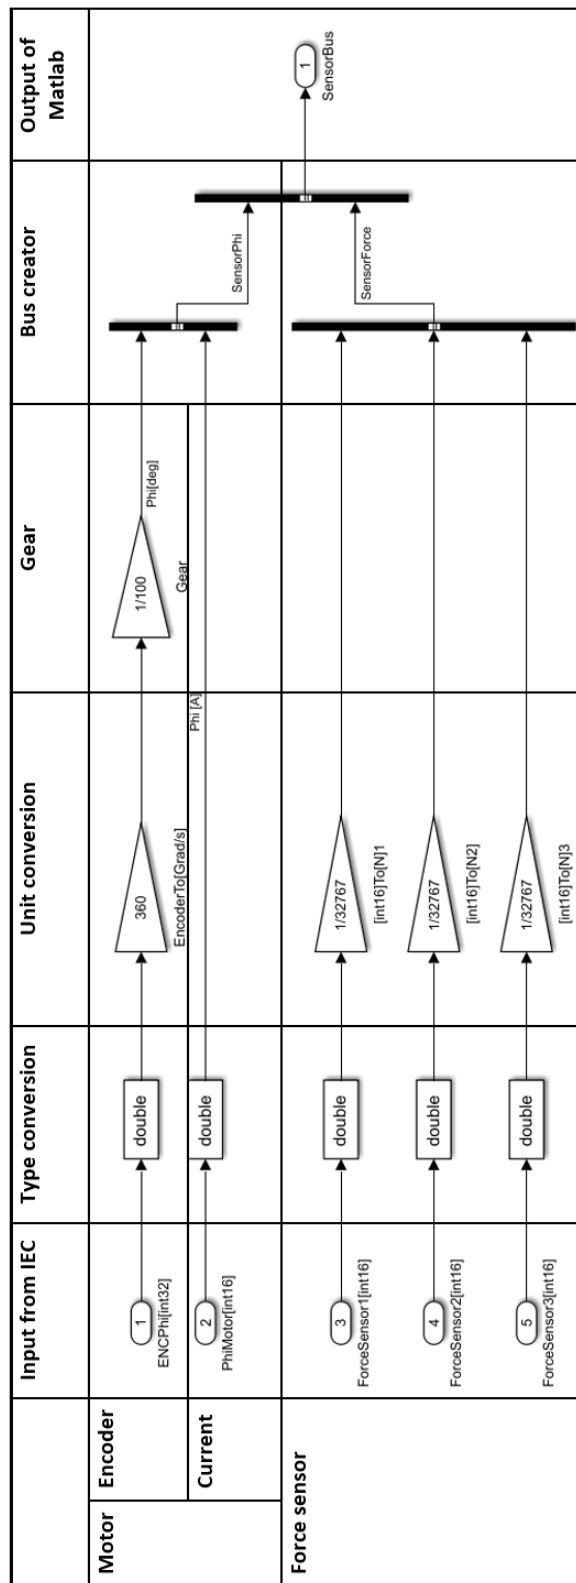 Input from IEC
Type conversion
Unit conversion
Gear
Bus creator
Output of
Matlab
Motor
Encoder
1
ENCPhi[int32]
double
360
EncoderTo[Grad/s]
1/100
Gear
Phi[deg]
Current
2
PhiMotor[int16]
double
Phi [A]
SensorPhi
1
SensorBus
Force sensor
3
ForceSensor1[int16]
double
1/32767
[int16]To[N]1
SensorForce
4
ForceSensor2[int16]
double
1/32767
[int16]To[N2]
5
ForceSensor3[int16]
double
1/32767
[int16]To[N]3